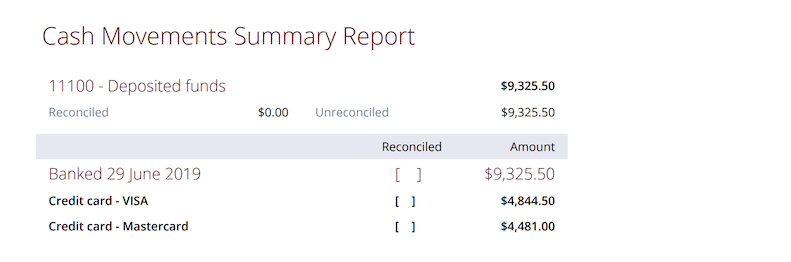 Cash Movements Summary Report
11100 - Deposited funds $9,325.50
Reconciled $0.00 Unreconciled $9,325.50
Reconciled Amount
Banked 29 June 2019 [ ] $9,325.50
Credit card - VISA [ ] $4,844.50
Credit card - Mastercard [ ] $4,481.00